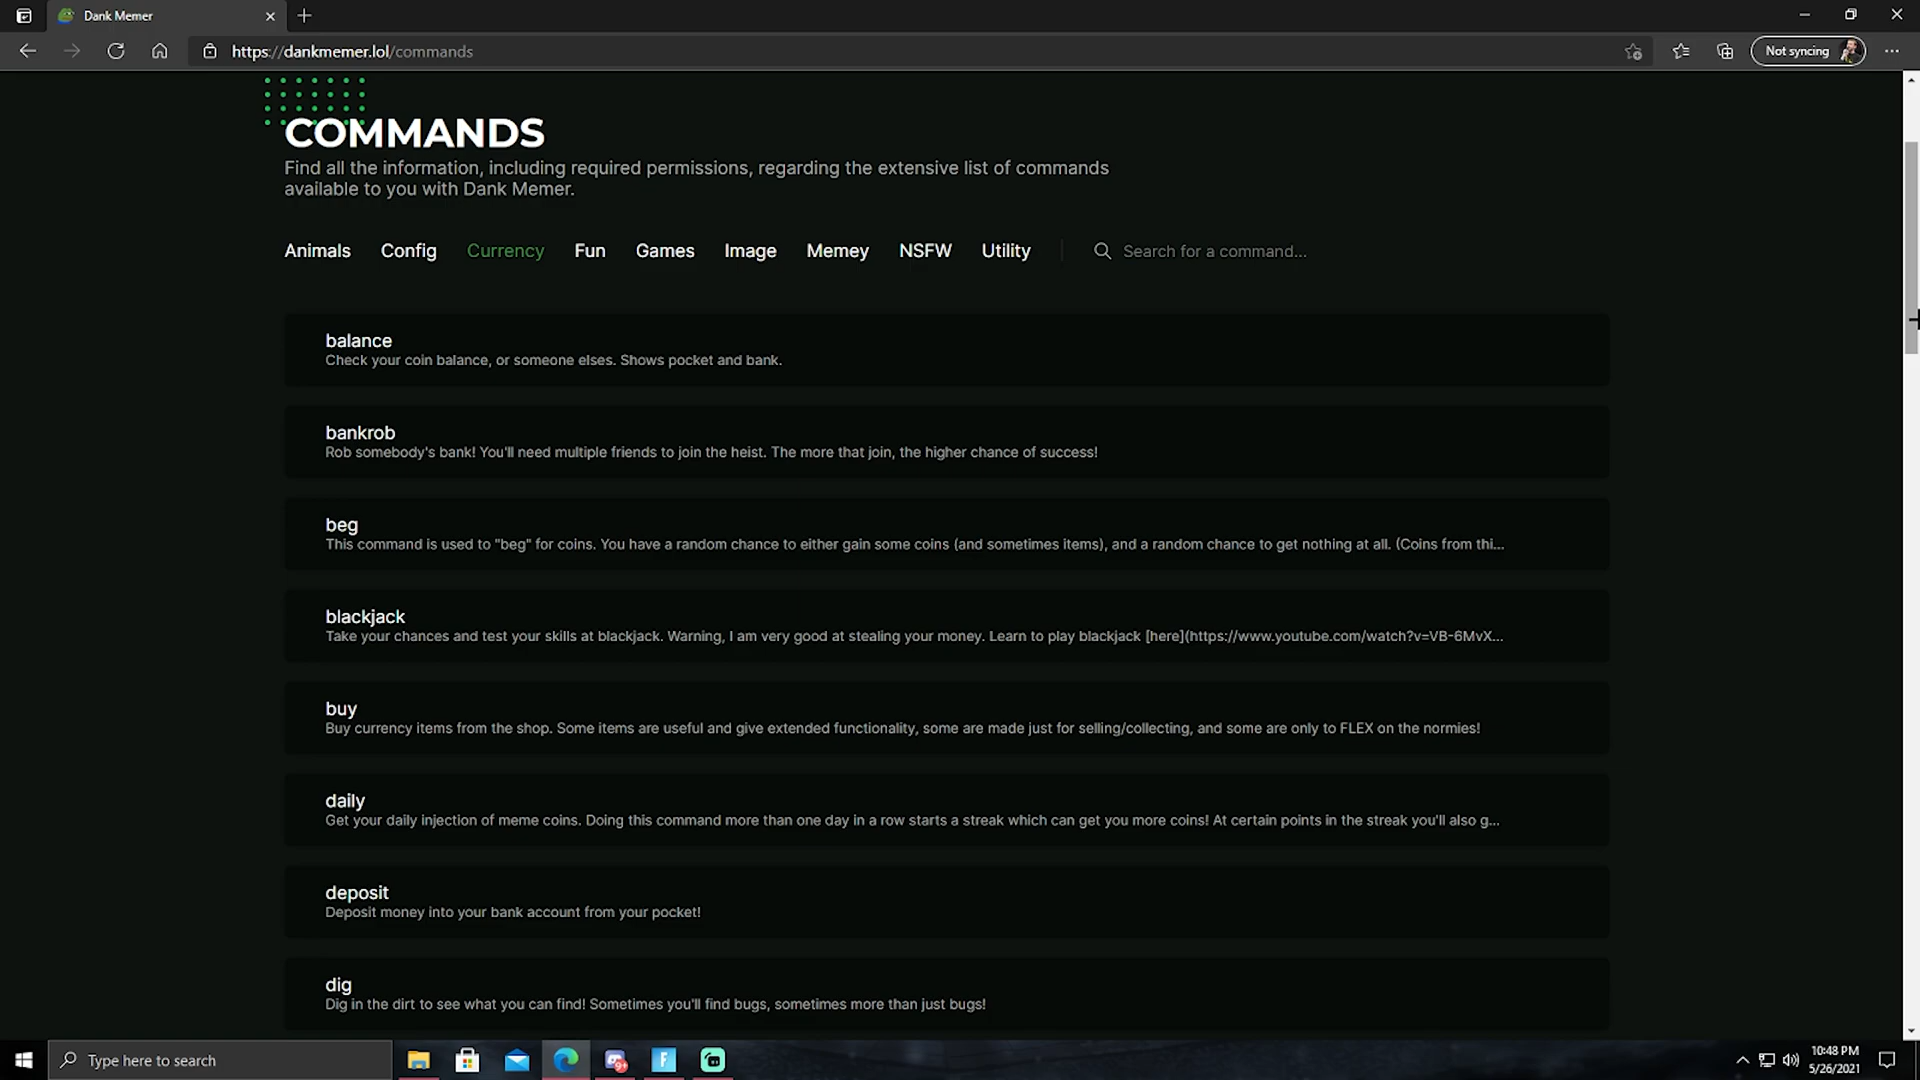 Dank Memer
https://dankmemer.lol/commands
Not syncing
COMMANDS
Find all the information, including required permissions, regarding the extensive list of commands
available to you with Dank Memer.
Animals Config Currency Fun Games Image Memey NSFW Utility Search for a command...
balance
Check your coin balance, or someone elses. Shows pocket and bank.
bankrob
Rob somebody's bank! You'll need multiple friends to join the heist. The more that join, the higher chance of success!
beg
This command is used to "beg" for coins. You have a random chance to either gain some coins (and sometimes items), and a random chance to get nothing at all. (Coins from thi...
blackjack
Take your chances and test your skills at blackjack. Warning, I am very good at stealing your money. Learn to play blackjack [here](https://www.youtube.com/watch?v=VB-6MvX...
buy
Buy currency items from the shop. Some items are useful and give extended functionality, some are made just for selling/collecting, and some are only to FLEX on the normies!
daily
Get your daily injection of meme coins. Doing this command more than one day in a row starts a streak which can get you more coins! At certain points in the streak you'll also g...
deposit
Deposit money into your bank account from your pocket!
dig
Dig in the dirt to see what you can find! Sometimes you'll find bugs, sometimes more than just bugs!
Type here to search
9+
F
10:48 PM
5/26/2021